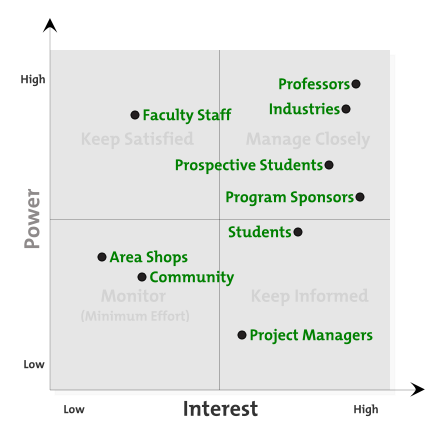 High
Professors
Industries
Faculty Staff
Keep Satisfied
Manage Closely
Prospective Students
Program Sponsors
Power
Students
Area Shops
Community
Monitor
(Minimum Effort)
Keep Informed
Project Managers
Low
Low
Interest
High